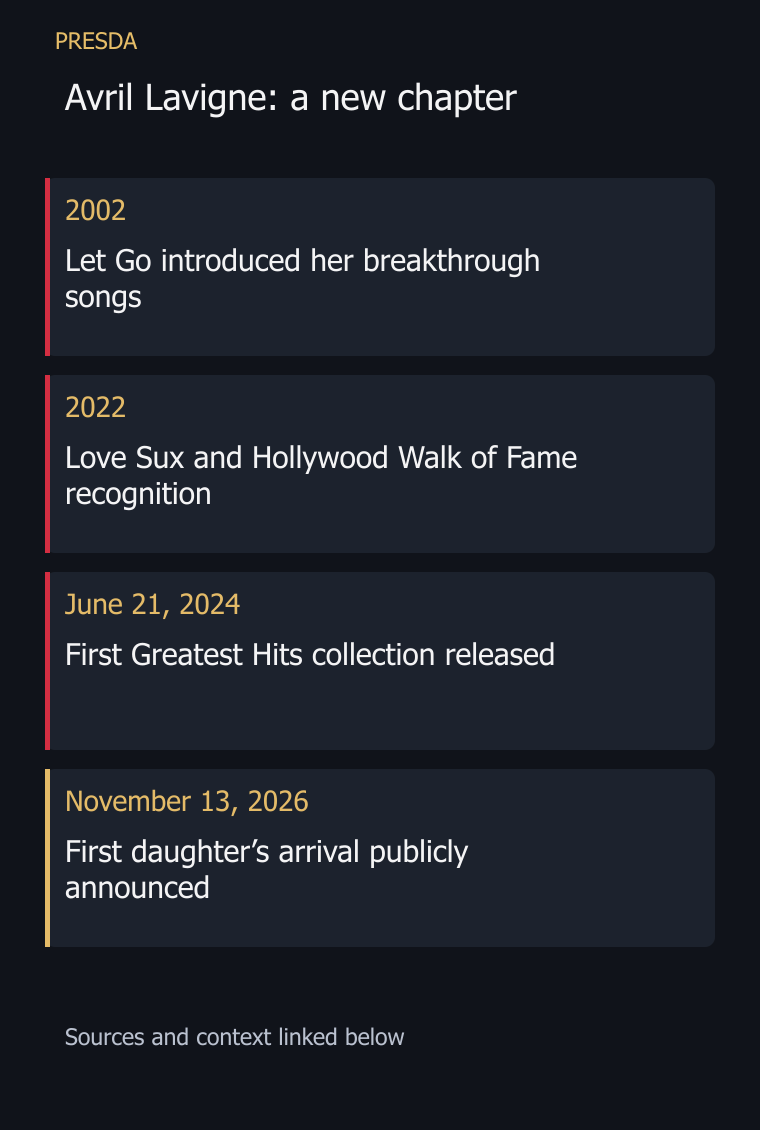 PRESDA
Avril Lavigne: a new chapter
2002
Let Go introduced her breakthrough
songs
2022
Love Sux and Hollywood Walk of Fame
recognition
June 21, 2024
First Greatest Hits collection released
November 13, 2026
First daughter’s arrival publicly
announced
Sources and context linked below